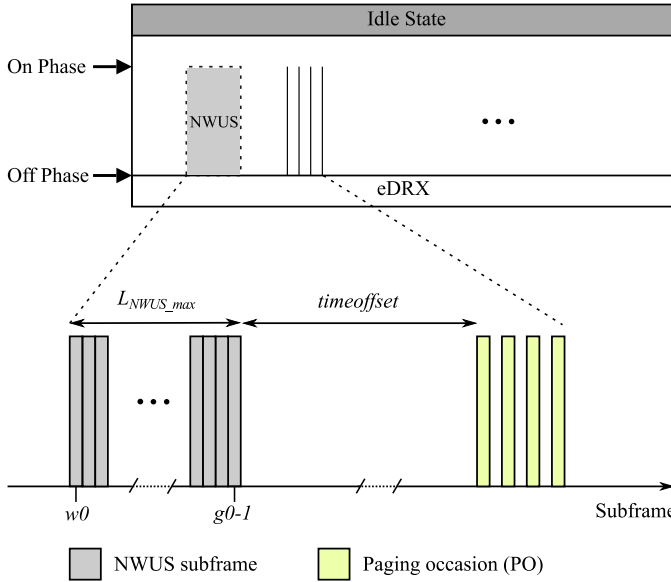 Idle State
On Phase
NWUS
...
Off Phase
eDRX
L_NWUS_max
timeoffset
...
w0
g0-1
Subframe
NWUS subframe
Paging occasion (PO)